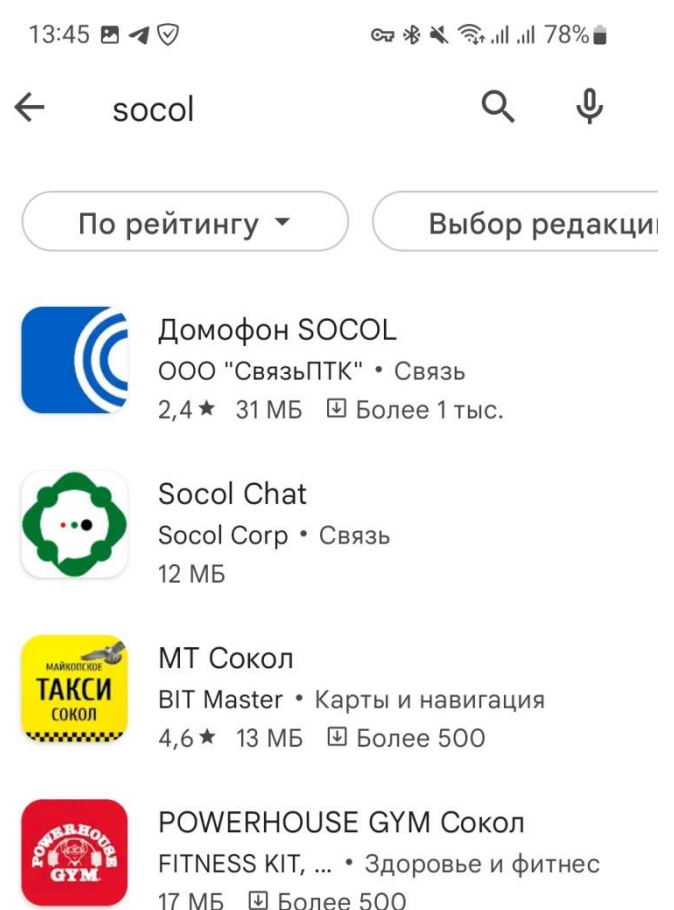 13:45 78%
socol
По рейтингу Выбор редакци
Домофон SOCOL
ООО "СвязьПТК" • Связь
2,4★ 31 МБ Более 1 тыс.
Socol Chat
Socol Corp • Связь
12 МБ
МАЙКОПСКОЕ
ТАКСИ
СОКОЛ
МТ Сокол
BIT Master • Карты и навигация
4,6★ 13 МБ Более 500
POWERHOUSE
GYM
POWERHOUSE GYM Сокол
FITNESS KIT, ... • Здоровье и фитнес
17 МБ Более 500